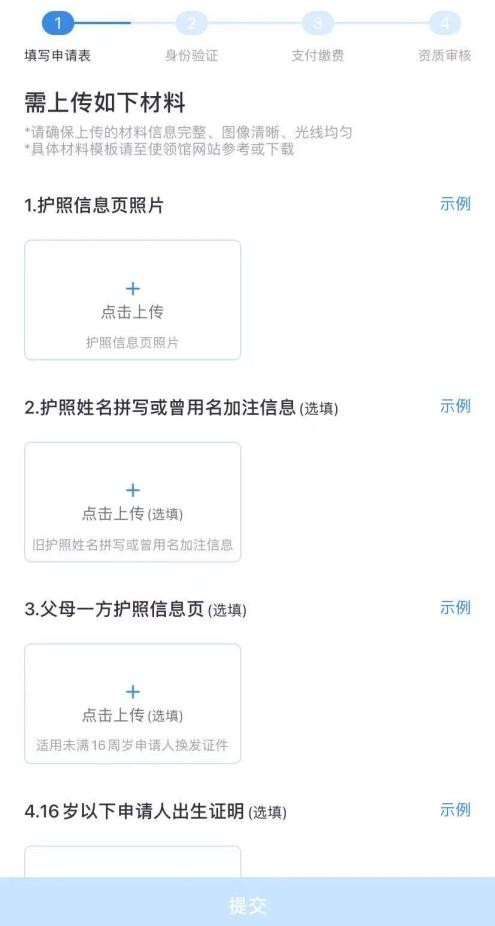 1
2
3
4
填写申请表
身份验证
支付缴费
资质审核
需上传如下材料
*请确保上传的材料信息完整、图像清晰、光线均匀
*具体材料模板请至使领馆网站参考或下载
1.护照信息页照片
示例
+
点击上传
护照信息页照片
2.护照姓名拼写或曾用名加注信息(选填)
示例
+
点击上传(选填)
旧护照姓名拼写或曾用名加注信息
3.父母一方护照信息页(选填)
示例
+
点击上传(选填)
适用未满16周岁申请人换发证件
4.16岁以下申请人出生证明(选填)
示例
提交